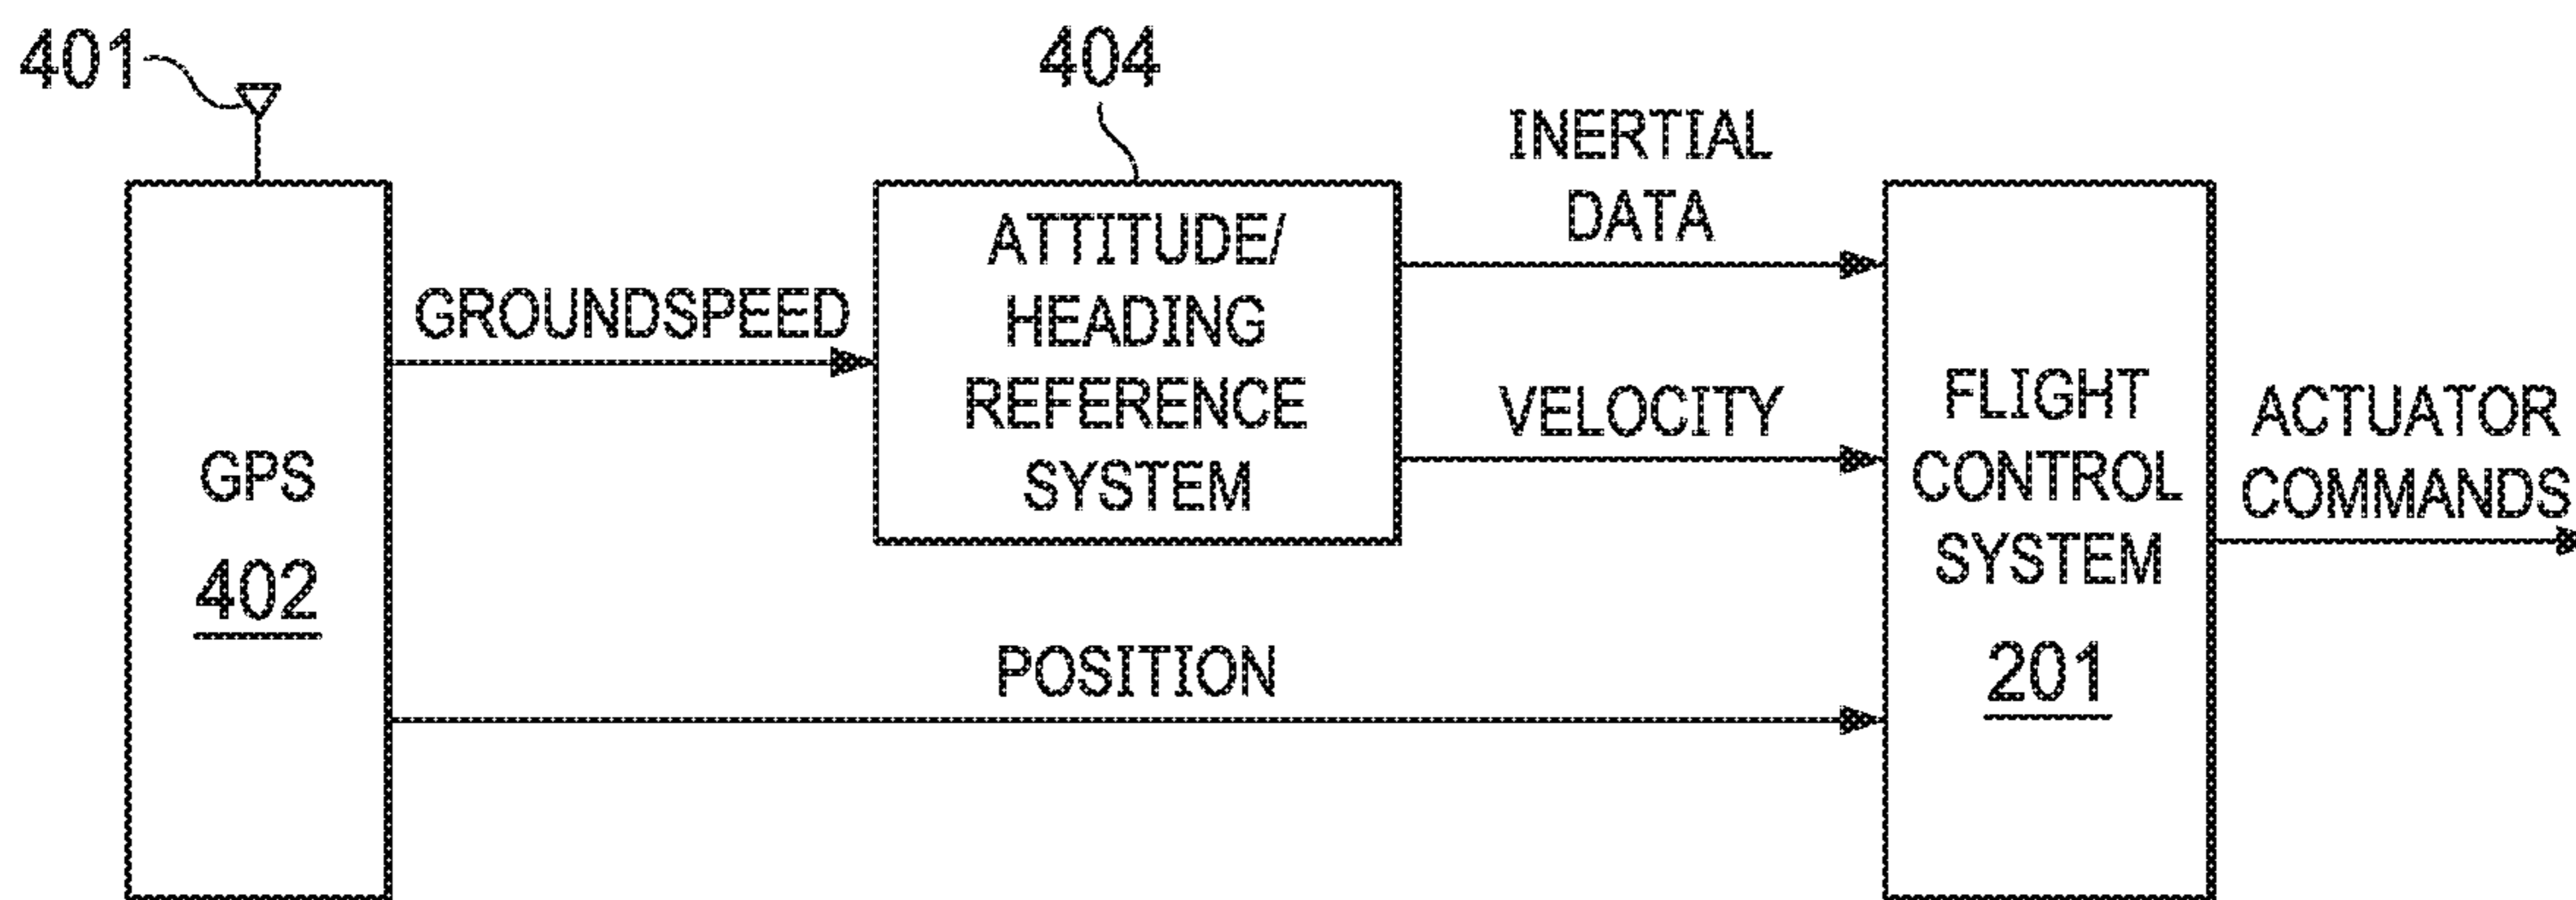 401
404
INERTIAL
DATA
ATTITUDE/
HEADING
REFERENCE
SYSTEM
GROUNDSPEED
VELOCITY
GPS
402
POSITION
FLIGHT
CONTROL
SYSTEM
201
ACTUATOR
COMMANDS